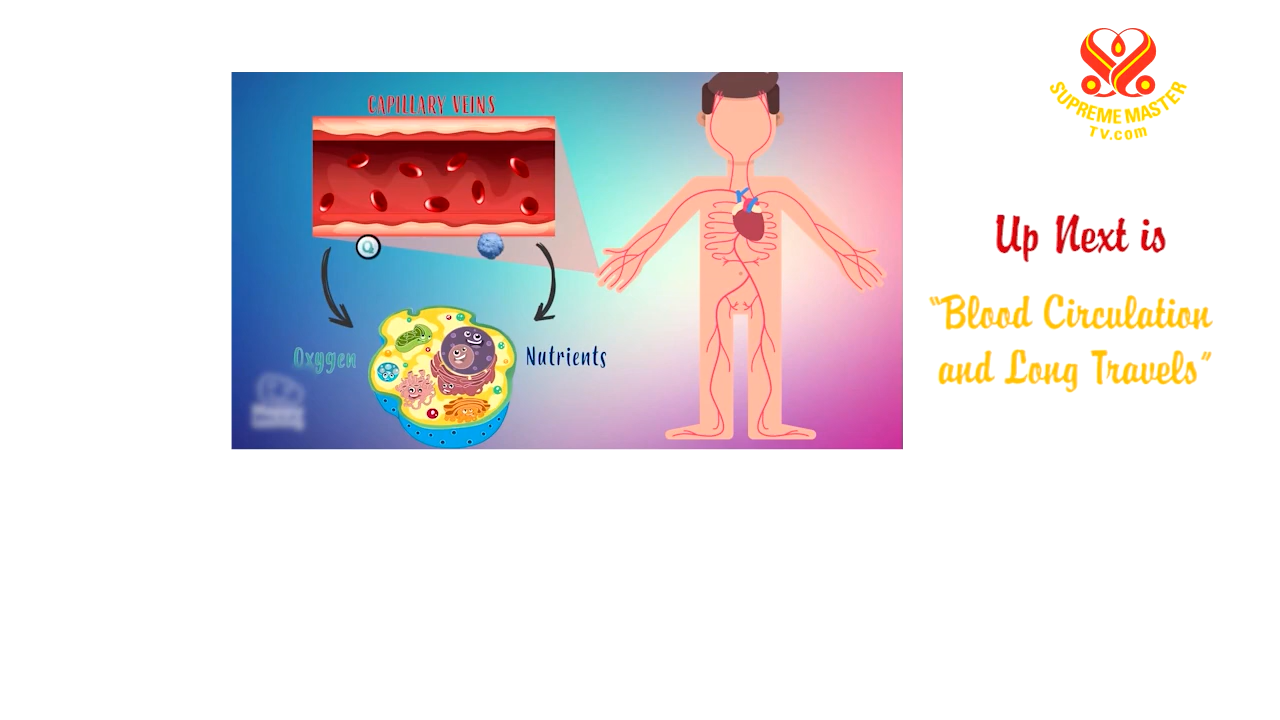 SUPREME MASTER
TV.com
CAPILLARY VEINS
Up Next is
"Blood Circulation
and Long Travels"
Oxygen
Nutrients